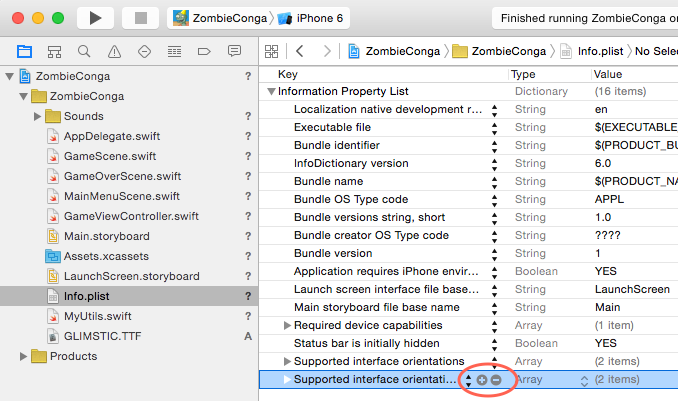 ZombieConga iPhone 6 Finished running ZombieConga on
ZombieConga ZombieConga Info.plist No Selec
Key Type Value
ZombieConga ?
ZombieConga
Sounds ?
AppDelegate.swift ?
GameScene.swift ?
GameOverScene.swift ?
MainMenuScene.swift ?
GameViewController.swift ?
Main.storyboard ?
Assets.xcassets ?
LaunchScreen.storyboard ?
Info.plist ?
MyUtils.swift ?
GLIMSTIC.TTF A
Products
Information Property List Dictionary (16 items)
Localization native development r... String en
Executable file String $(EXECUTABLE_
Bundle identifier String $(PRODUCT_BU
InfoDictionary version String 6.0
Bundle name String $(PRODUCT_NA
Bundle OS Type code String APPL
Bundle versions string, short String 1.0
Bundle creator OS Type code String ????
Bundle version String 1
Application requires iPhone envir... Boolean YES
Launch screen interface file base... String LaunchScreen
Main storyboard file base name String Main
Required device capabilities Array (1 item)
Status bar is initially hidden Boolean YES
Supported interface orientations Array (2 items)
Supported interface orientati... Array (2 items)